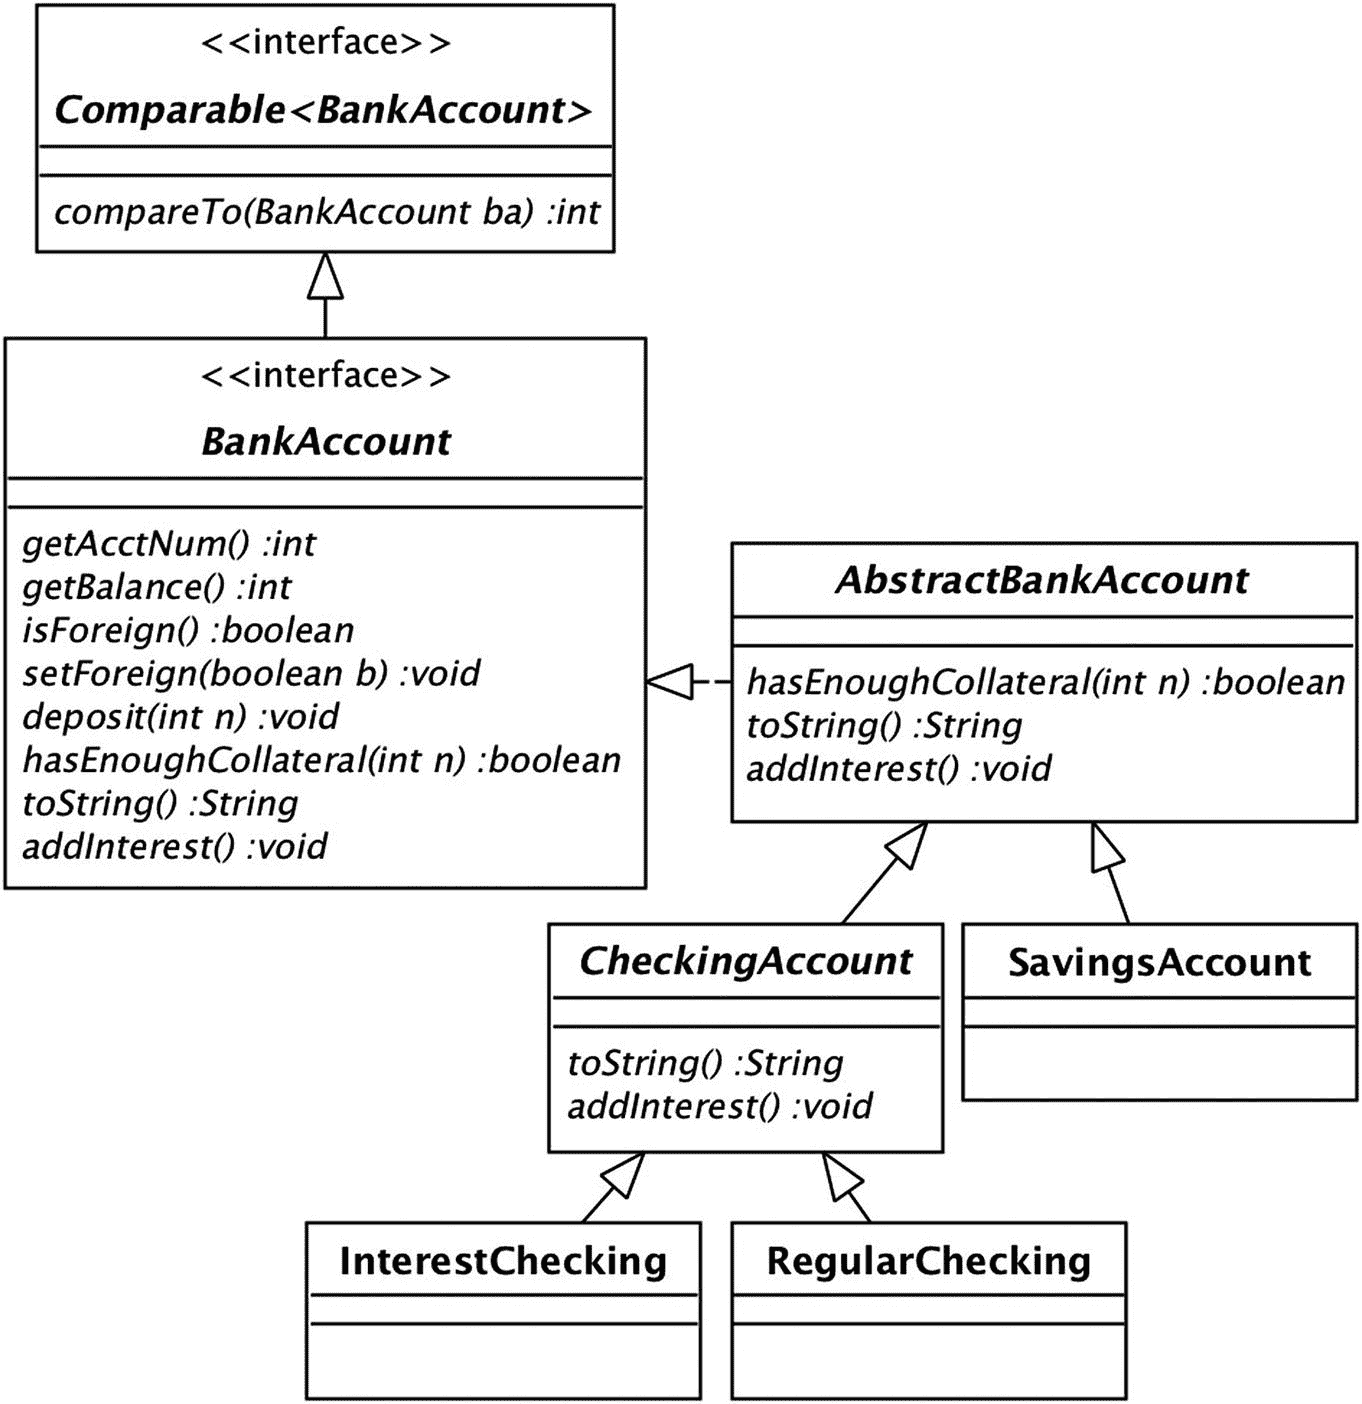 <<interface>>
Comparable<BankAccount>
compareTo(BankAccount ba) :int
<<interface>>
BankAccount
getAcctNum() :int
getBalance() :int
isForeign() :boolean
setForeign(boolean b) :void
deposit(int n) :void
hasEnoughCollateral(int n) :boolean
toString() :String
addInterest() :void
AbstractBankAccount
hasEnoughCollateral(int n) :boolean
toString() :String
addInterest() :void
CheckingAccount
toString() :String
addInterest() :void
SavingsAccount
InterestChecking
RegularChecking